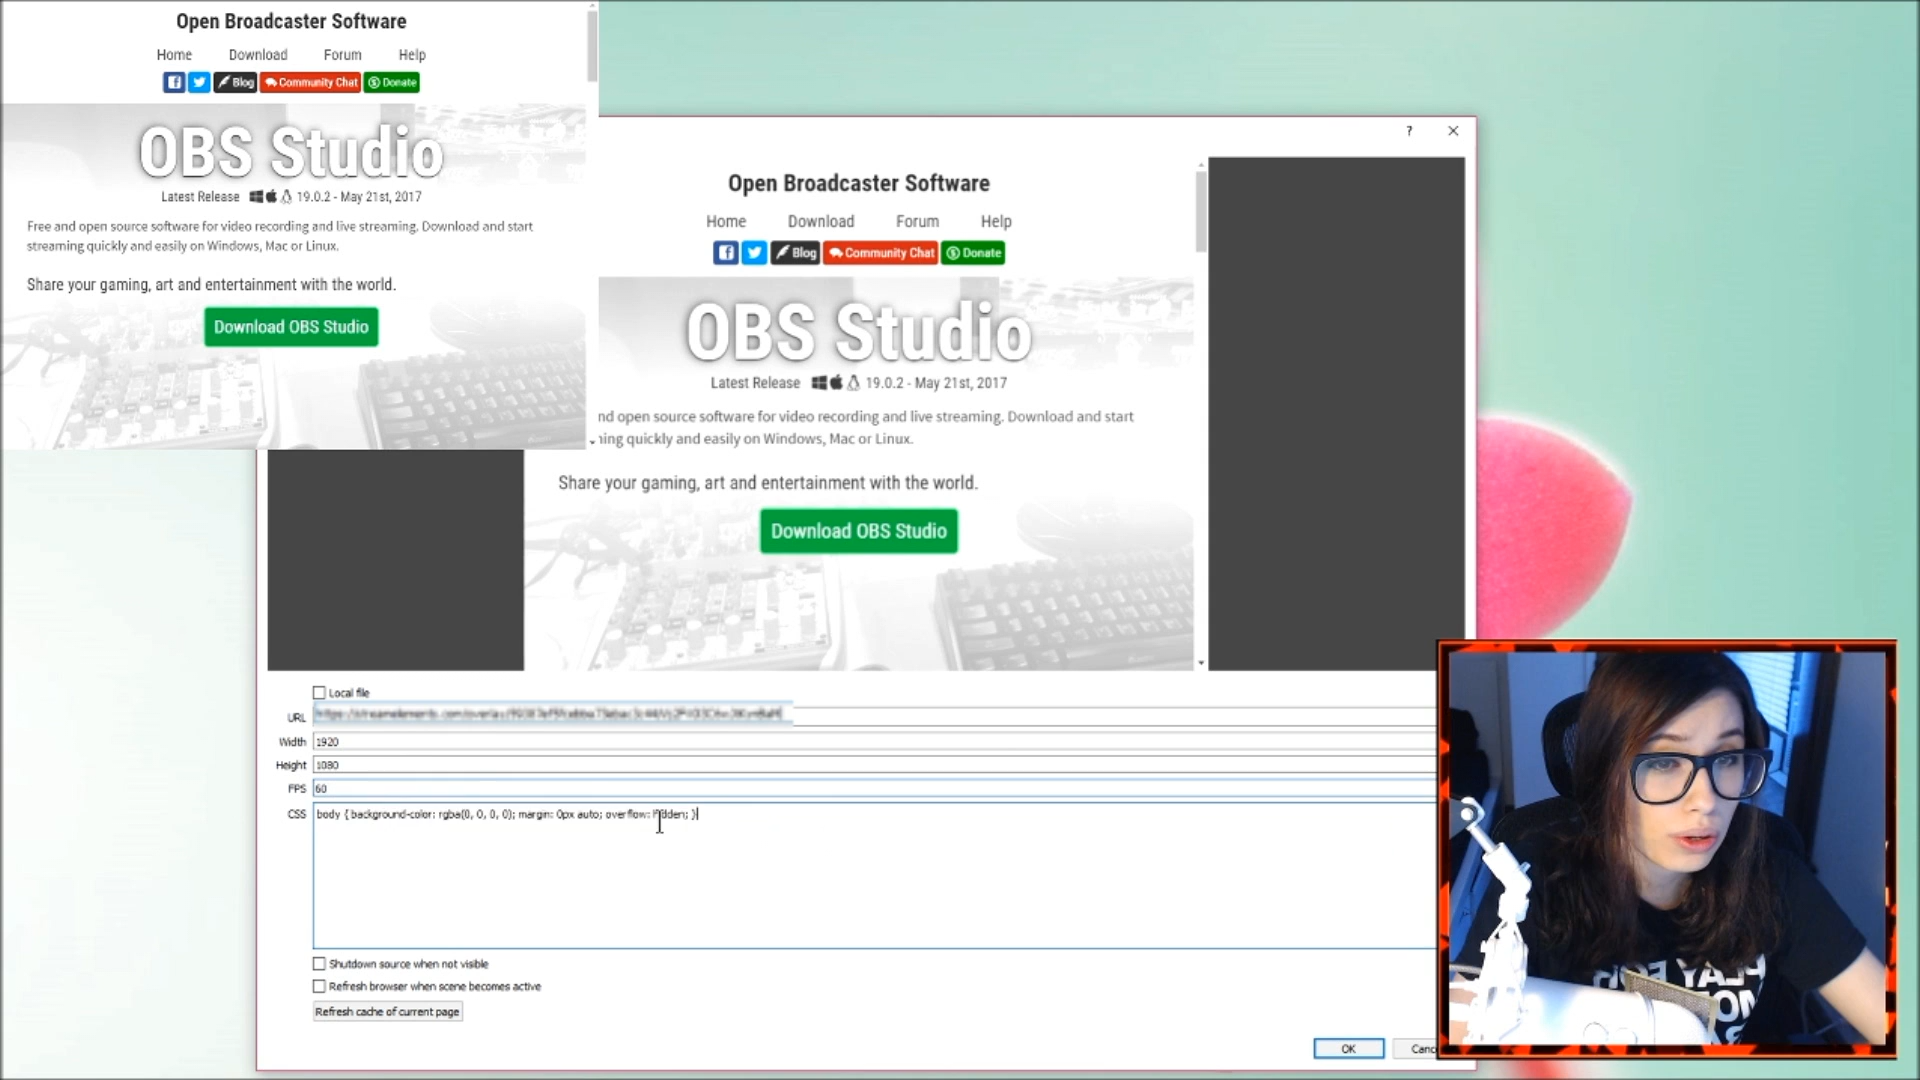 Open Broadcaster Software
Home Download Forum Help
Blog Community Chat Donate
OBS Studio
Latest Release 19.0.2 - May 21st, 2017
Free and open source software for video recording and live streaming. Download and start
streaming quickly and easily on Windows, Mac or Linux.
Share your gaming, art and entertainment with the world.
Download OBS Studio
?
Open Broadcaster Software
Home Download Forum Help
Blog Community Chat Donate
OBS Studio
Latest Release 19.0.2 - May 21st, 2017
nd open source software for video recording and live streaming. Download and start
ning quickly and easily on Windows, Mac or Linux.
Share your gaming, art and entertainment with the world.
Download OBS Studio
Local file
URL
Width 1920
Height 1080
FPS 60
CSS body { background-color: rgba(0, 0, 0, 0); margin: 0px auto; overflow: hidden; }
Shutdown source when not visible
Refresh browser when scene becomes active
Refresh cache of current page
OK Canc